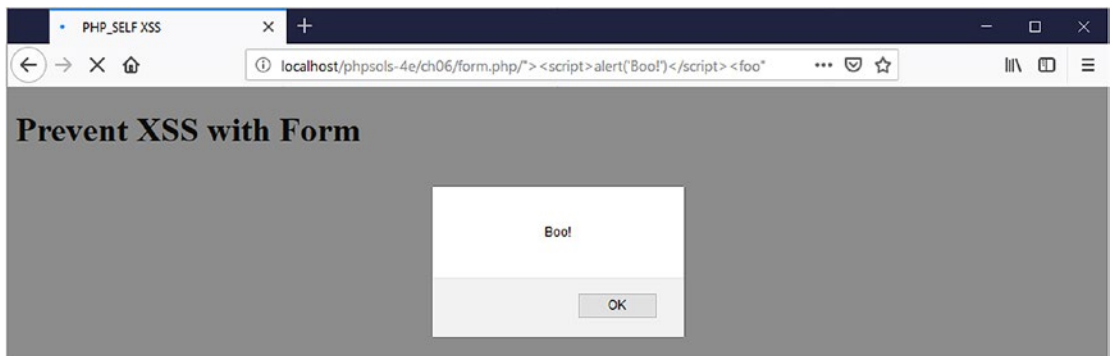 PHP_SELF XSS
localhost/phpsols-4e/ch06/form.php/"><script>alert('Boo!')</script><foo"
Prevent XSS with Form
Boo!
OK